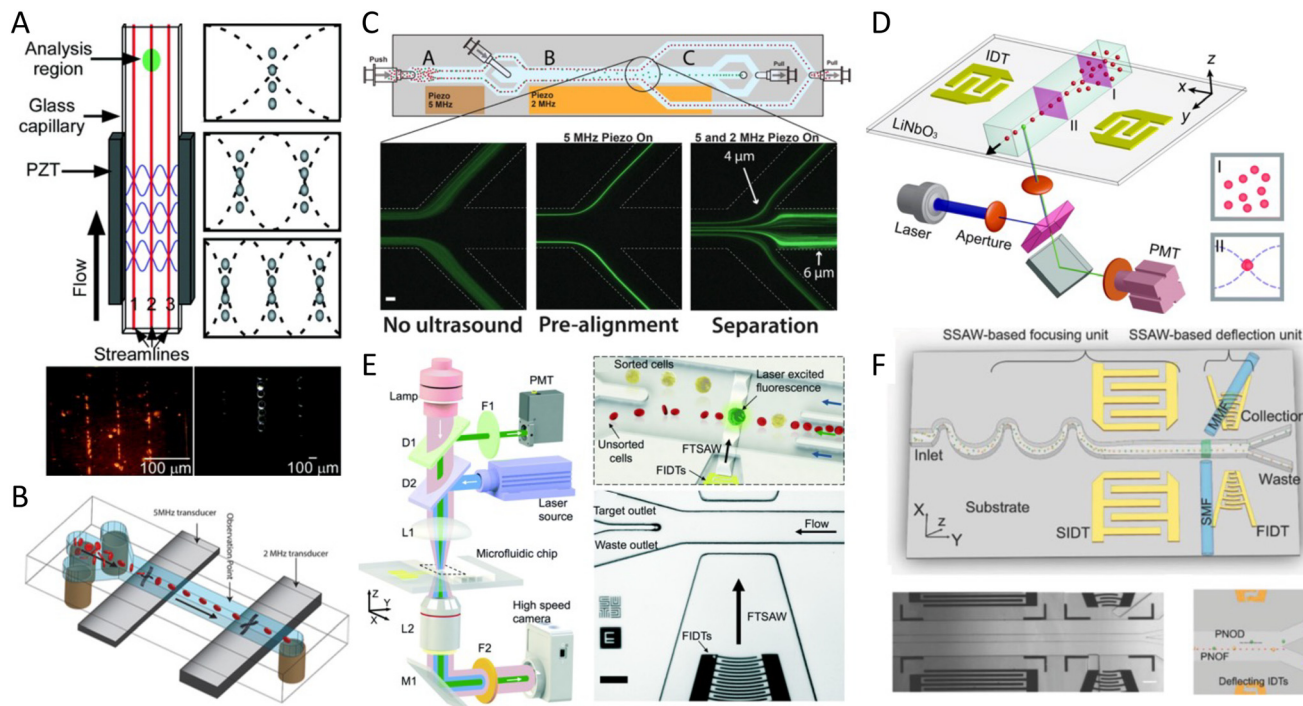 A
Analysis
region
Glass
capillary
PZT
Flow
1 2 3
Streamlines
100 μm
100 μm
B
5MHz transducer
Observation Point
2 MHz transducer
C
Push
A
B
C
Pull
Pull
Piezo
5 MHz
Piezo
2 MHz
5 MHz Piezo On
5 and 2 MHz Piezo On
4 μm
6 μm
No ultrasound
Pre-alignment
Separation
D
IDT
z
x
y
I
II
LiNbO₃
Laser
Aperture
PMT
I
II
E
Lamp
F1
PMT
D1
D2
Laser
source
L1
Microfluidic chip
Z
Y
X
L2
High speed
camera
F2
M1
Sorted cells
Laser excited
fluorescence
Unsorted
cells
FTSAW
FIDTs
Target outlet
Flow
Waste outlet
FTSAW
FIDTs
E
F
SSAW-based focusing unit
SSAW-based deflection unit
MMF
Collection
Inlet
Waste
Substrate
X
Z
Y
SIDT
SMF
FIDT
PNOD
PNOF
Deflecting IDTs